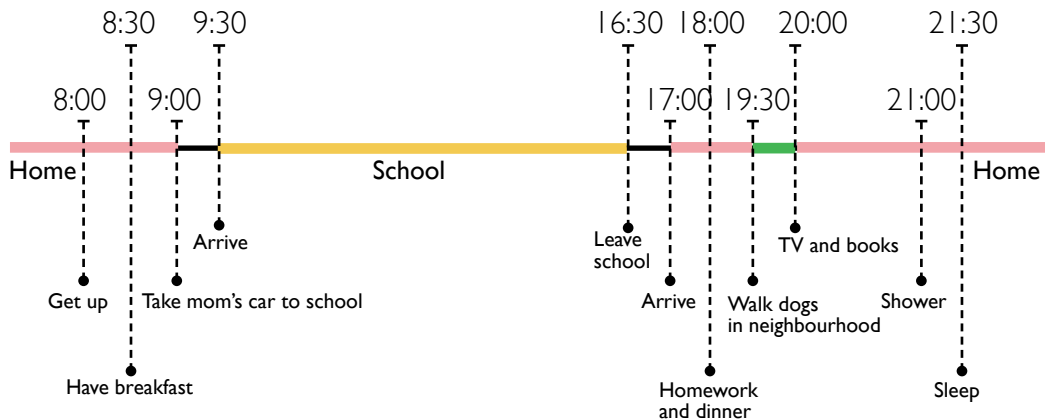 8:30
9:30
16:30
18:00
20:00
21:30
8:00
9:00
17:00
19:30
21:00
Home
School
Home
Arrive
Leave
school
TV and books
Get up
Take mom's car to school
Arrive
Walk dogs
in neighbourhood
Shower
Have breakfast
Homework
and dinner
Sleep